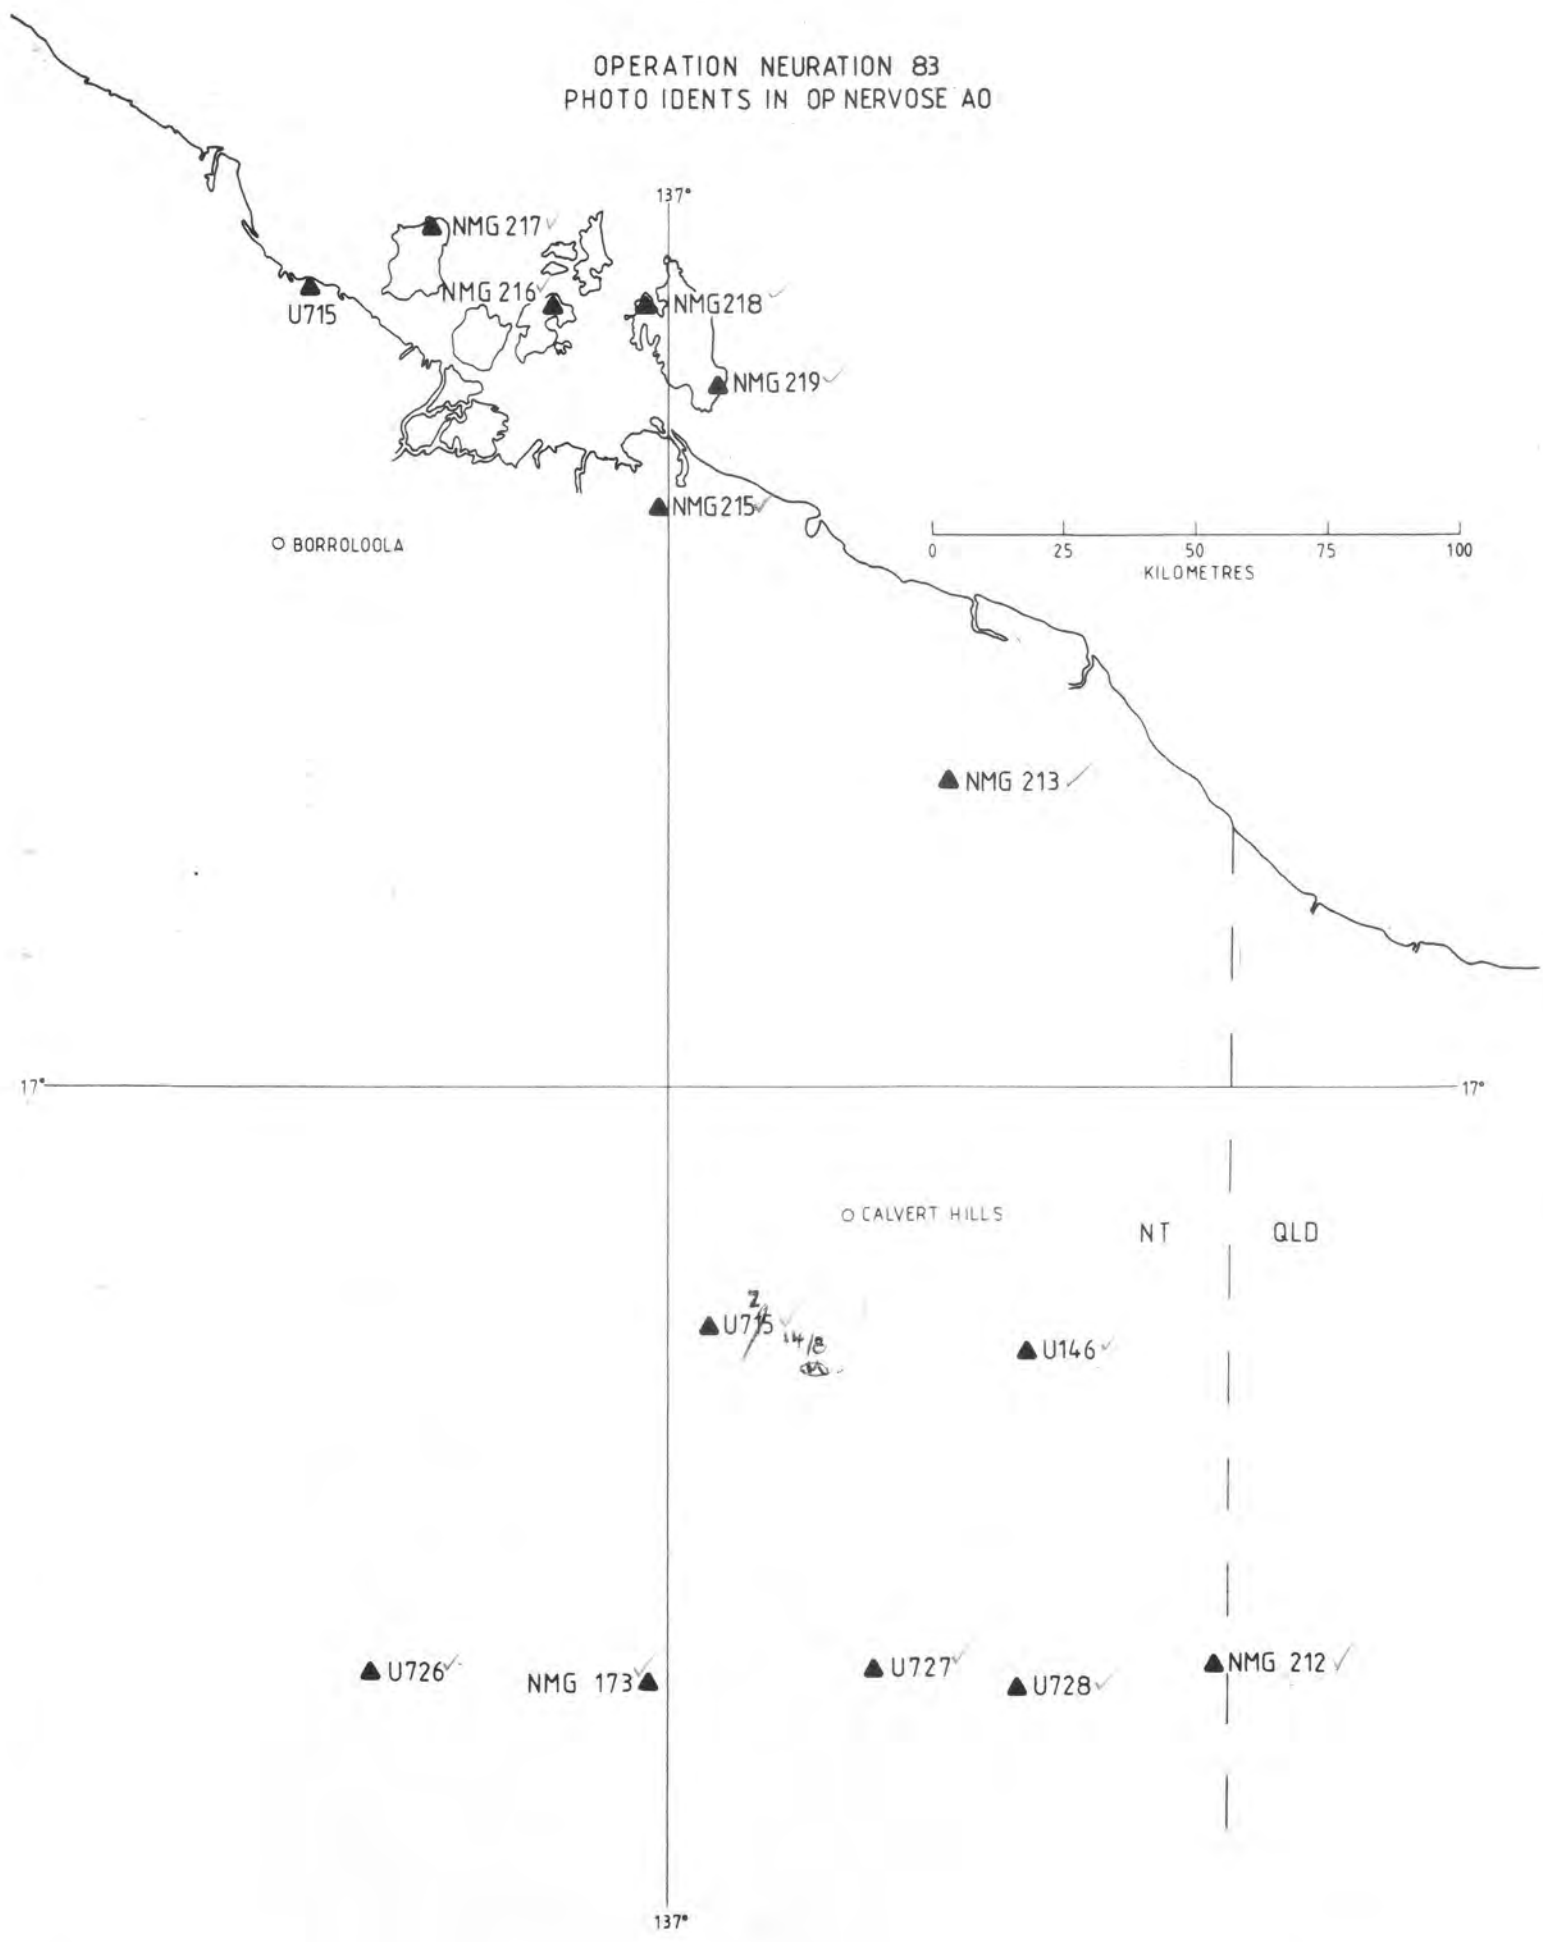 OPERATION NEURATION 83
PHOTO IDENTS IN OP NERVOSE AO
137°
NMG 217 ✓
NMG 216 ✓
U715
NMG218 ✓
NMG 219 ✓
NMG215 ✓
BORROLOOLA
0 25 50 75 100
KILOMETRES
NMG 213 ✓
17° 17°
CALVERT HILLS
NT QLD
2
U715 ✓
14/8
U146 ✓
U726 ✓
NMG 173 ✓
U727 ✓
U728 ✓
NMG 212 ✓
137°